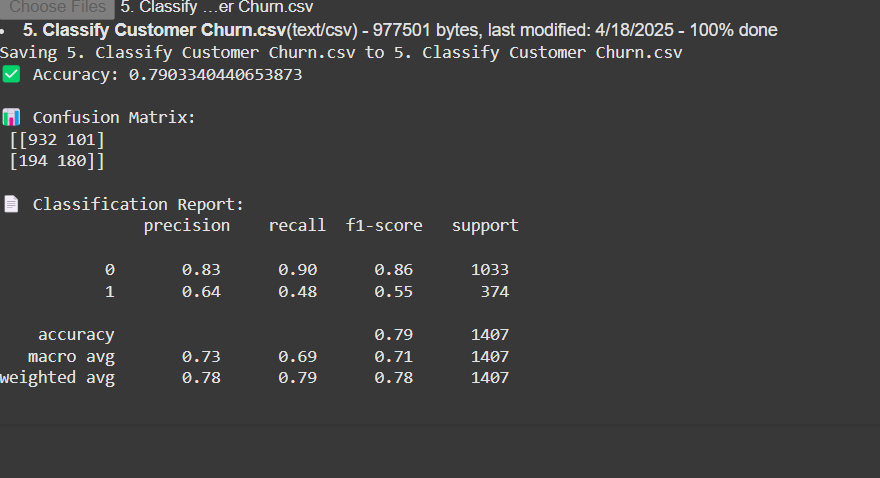 Choose Files 5. Classify ...er Churn.csv
• 5. Classify Customer Churn.csv(text/csv) - 977501 bytes, last modified: 4/18/2025 - 100% done
Saving 5. Classify Customer Churn.csv to 5. Classify Customer Churn.csv
✅ Accuracy: 0.7903340440653873
📊 Confusion Matrix:
[[932 101]
[194 180]]
📄 Classification Report:
precision recall f1-score support
0 0.83 0.90 0.86 1033
1 0.64 0.48 0.55 374
accuracy 0.79 1407
macro avg 0.73 0.69 0.71 1407
weighted avg 0.78 0.79 0.78 1407